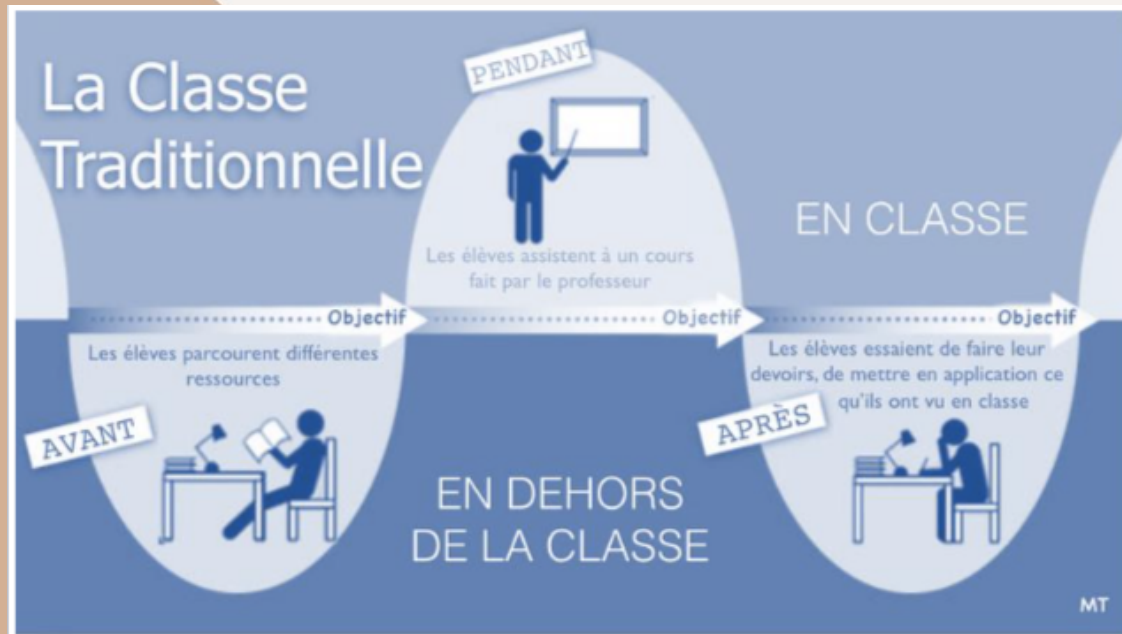 La Classe
Traditionnelle
PENDANT
Les élèves assistent à un cours
fait par le professeur
EN CLASSE
Objectif
Objectif
Objectif
Les élèves parcourent différentes
ressources
AVANT
EN DEHORS
DE LA CLASSE
Les élèves essaient de faire leur
devoirs, de mettre en application ce
qu'ils ont vu en classe
APRÈS
MT